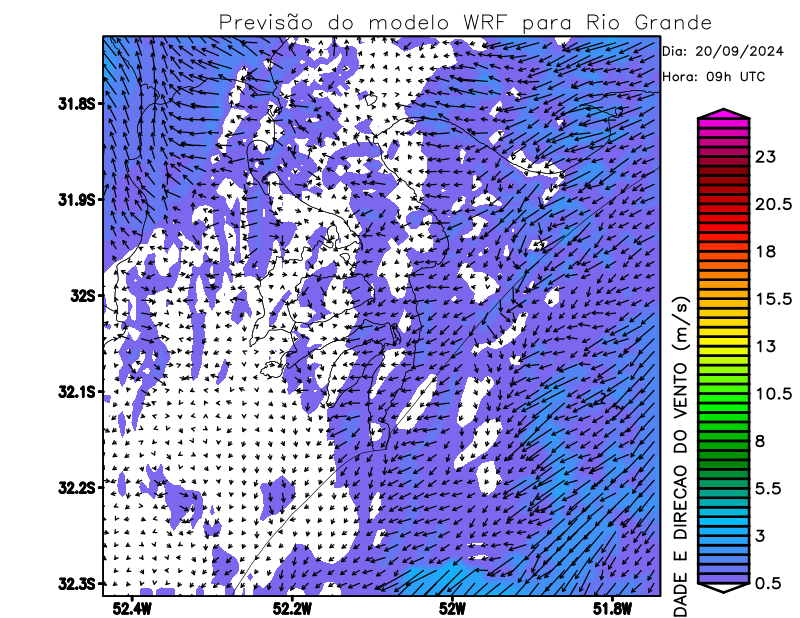 Previsão do modelo WRF para Rio Grande
Dia: 20/09/2024
Hora: 09h UTC
31.8S
31.9S
32S
32.1S
32.2S
32.3S
52.4W
52.2W
52W
51.8W
23
20.5
18
15.5
13
10.5
8
5.5
3
0.5
DADE E DIRECAO DO VENTO (m/s)